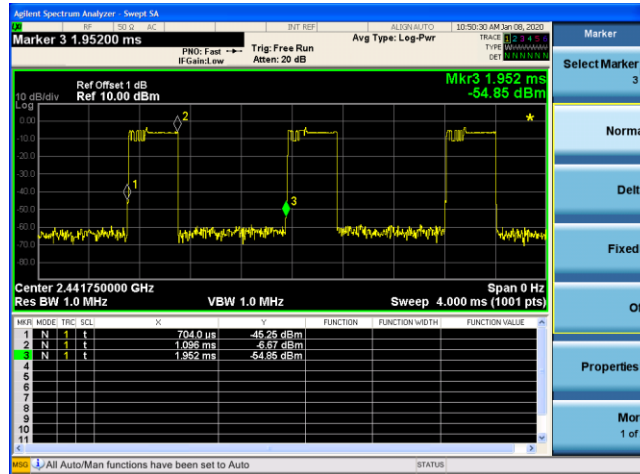 Agilent Spectrum Analyzer - Swept SA
RF 50 Ω AC INT REF ALIGN AUTO 10:50:30 AM Jan 08, 2020
Marker 3 1.95200 ms
PNO: Fast
IFGain:Low
Trig: Free Run
Atten: 20 dB
Avg Type: Log-Pwr
TRACE 1 2 3 4 5 6
TYPE WWWWWW
DET N N N N N N
Marker
Select Marker
3
Norma
Delt
Fixed
Of
Properties
Mor
1 of
Ref Offset 1 dB
10 dB/div Ref 10.00 dBm
Log
Mkr3 1.952 ms
-54.85 dBm
0.00
-10.0
-20.0
-30.0
-40.0
-50.0
-60.0
-70.0
-80.0
1
2
3
*
Center 2.441750000 GHz Span 0 Hz
Res BW 1.0 MHz VBW 1.0 MHz Sweep 4.000 ms (1001 pts)
MKR MODE TRC SCL X Y FUNCTION FUNCTION WIDTH FUNCTION VALUE
1 N 1 t 704.0 µs -45.25 dBm
2 N 1 t 1.096 ms -6.67 dBm
3 N 1 t 1.952 ms -54.85 dBm
4
5
6
7
8
9
10
11
MSG All Auto/Man functions have been set to Auto STATUS